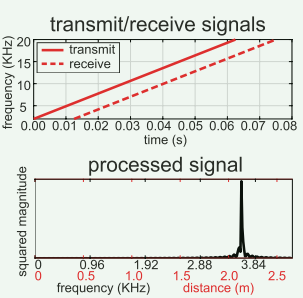 transmit/receive signals
20
15
10
5
frequency (KHz)
transmit
receive
0.00 0.01 0.02 0.03 0.04 0.05 0.06 0.07 0.08
time (s)
processed signal
squared magnitude
0 0.96 1.92 2.88 3.84
0 0.5 1.0 1.5 2.0 2.5
frequency (KHz) distance (m)